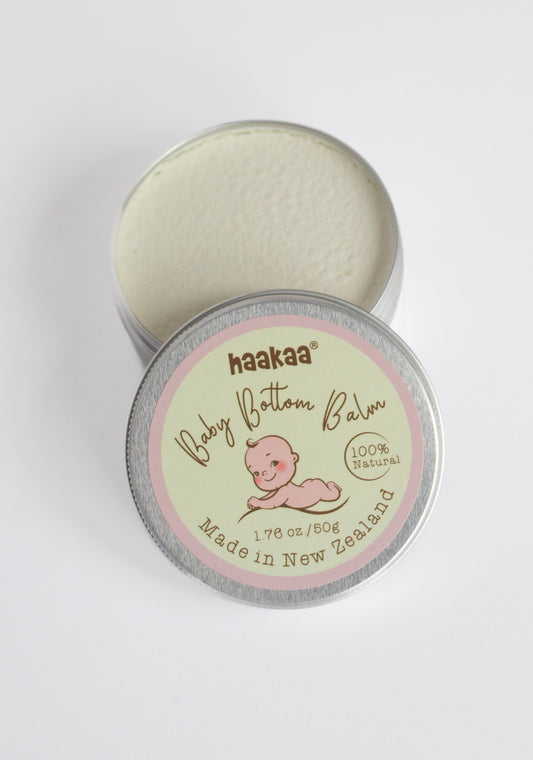 haakaa®
Baby Bottom Balm
100%
Natural
1.76 oz/50g
Made in New Zealand